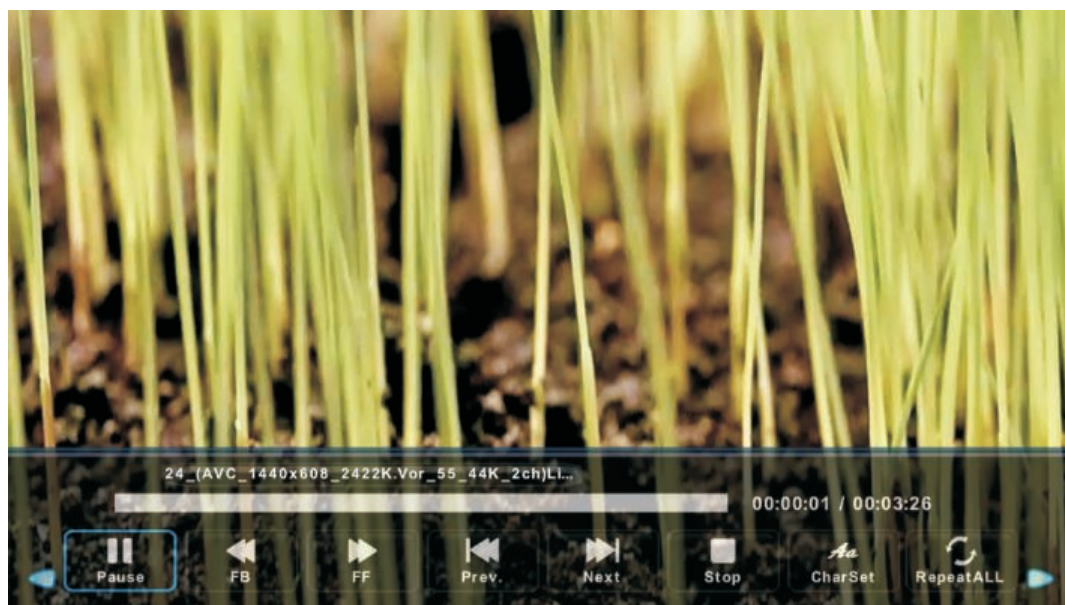 24_(AVC_1440x608_2422K.Vor_55_44K_2ch)Li...
00:00:01 / 00:03:26
Pause FB FF Prev. Next Stop CharSet RepeatALL
Aa